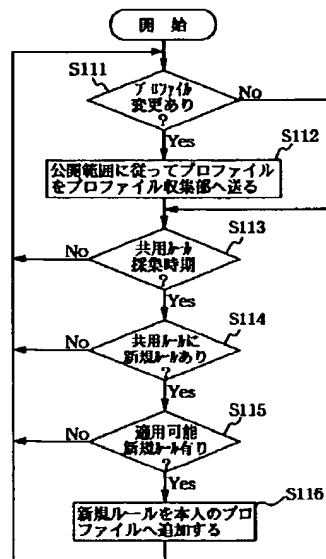 開 始
S111
プロファイル
変更あり
?
No
Yes
S112
公開範囲に従ってプロファイル
をプロファイル収集部へ送る
S113
共用ルール
採集時期
?
No
Yes
S114
共用ルールに
新規ルールあり
?
No
Yes
S115
適用可能
新規ルール有り
?
No
Yes
S116
新規ルールを本人のプロ
ファイルへ追加する